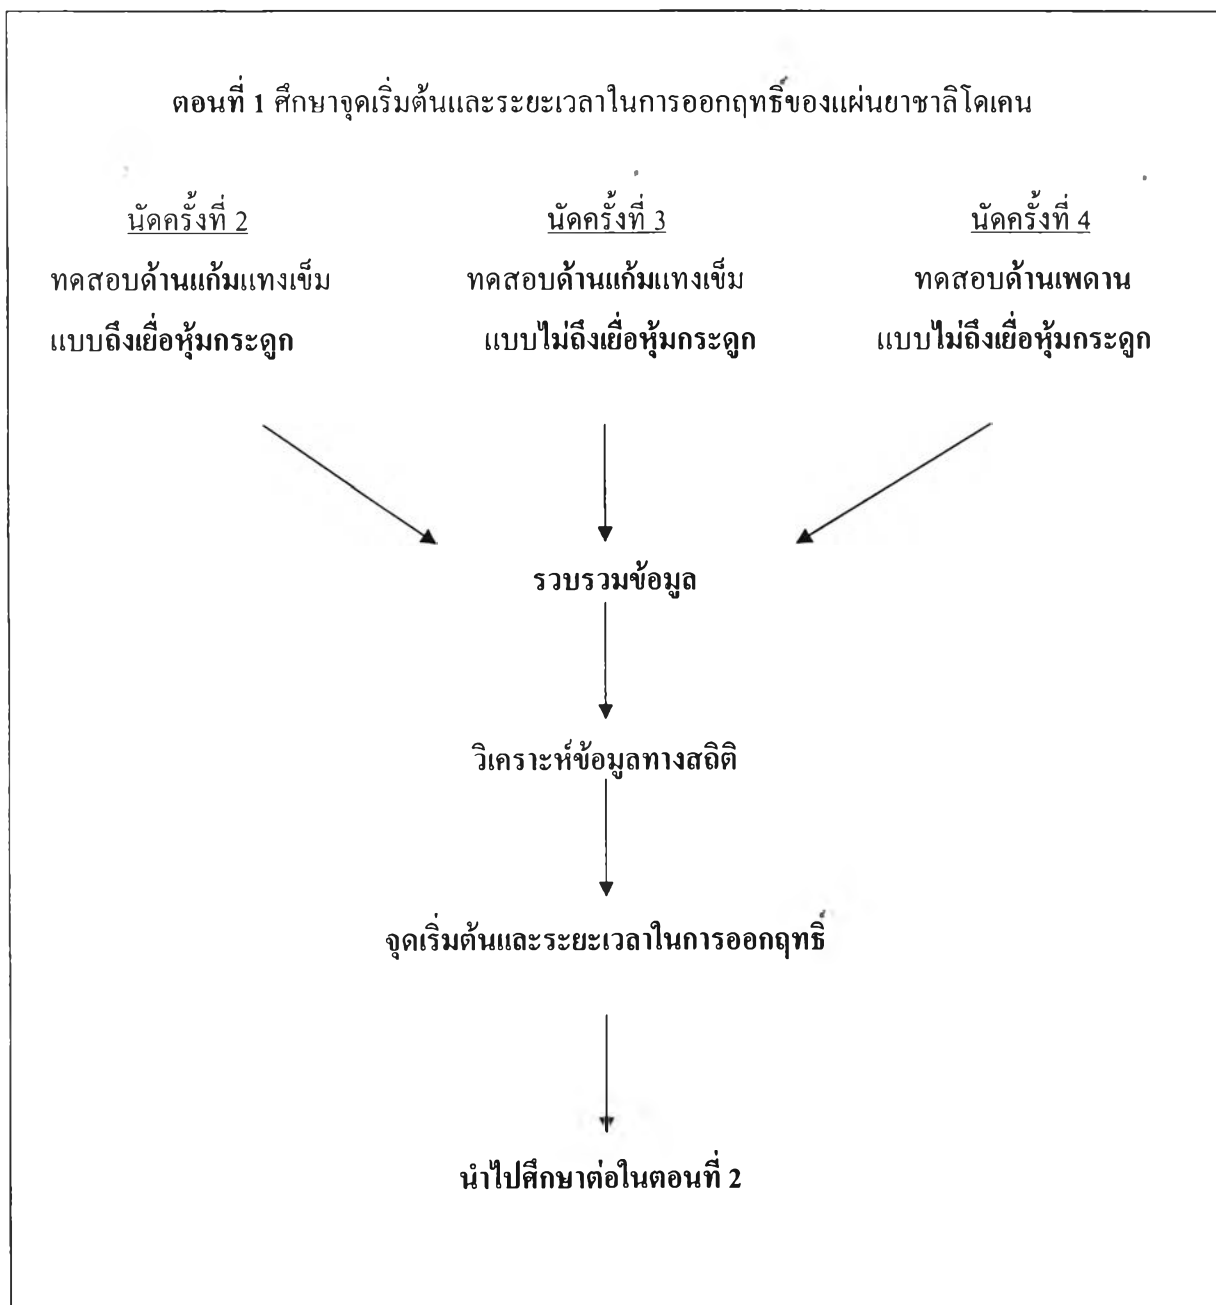 ตอนที่ 1 ศึกษาจุดเริ่มต้นและระยะเวลาในการออกฤทธิ์ของแผ่นยาชาลิโดเคน
นัดครั้งที่ 2
ทดสอบด้านแก้มแทงเข็ม
แบบถึงเยื่อหุ้มกระดูก
นัดครั้งที่ 3
ทดสอบด้านแก้มแทงเข็ม
แบบไม่ถึงเยื่อหุ้มกระดูก
นัดครั้งที่ 4
ทดสอบด้านเพดาน
แบบไม่ถึงเยื่อหุ้มกระดูก
รวบรวมข้อมูล
วิเคราะห์ข้อมูลทางสถิติ
จุดเริ่มต้นและระยะเวลาในการออกฤทธิ์
นำไปศึกษาต่อในตอนที่ 2